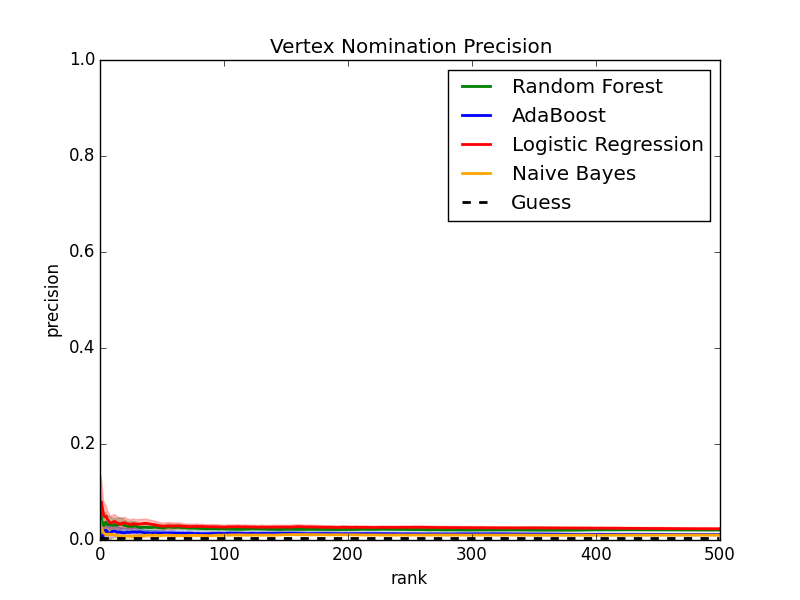 Vertex Nomination Precision
1.0
0.8
0.6
0.4
0.2
0.0
precision
Random Forest
AdaBoost
Logistic Regression
Naive Bayes
Guess
0
100
200
300
400
500
rank